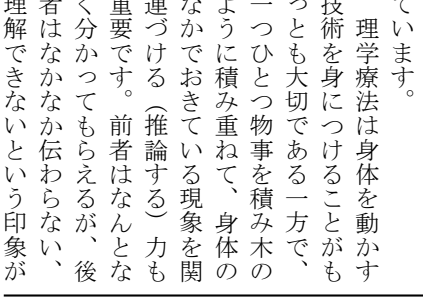 ています。
理学療法は身体を動かす
技術を身につけることがも
っとも大切である一方で、
一つひとつ物事を積み木の
ように積み重ねて、身体の
なかでおきている現象を関
連づける（推論する）力も
重要です。前者はなんとな
く分かってもらえるが、後
者はなかなか伝わらない、
理解できないという印象が